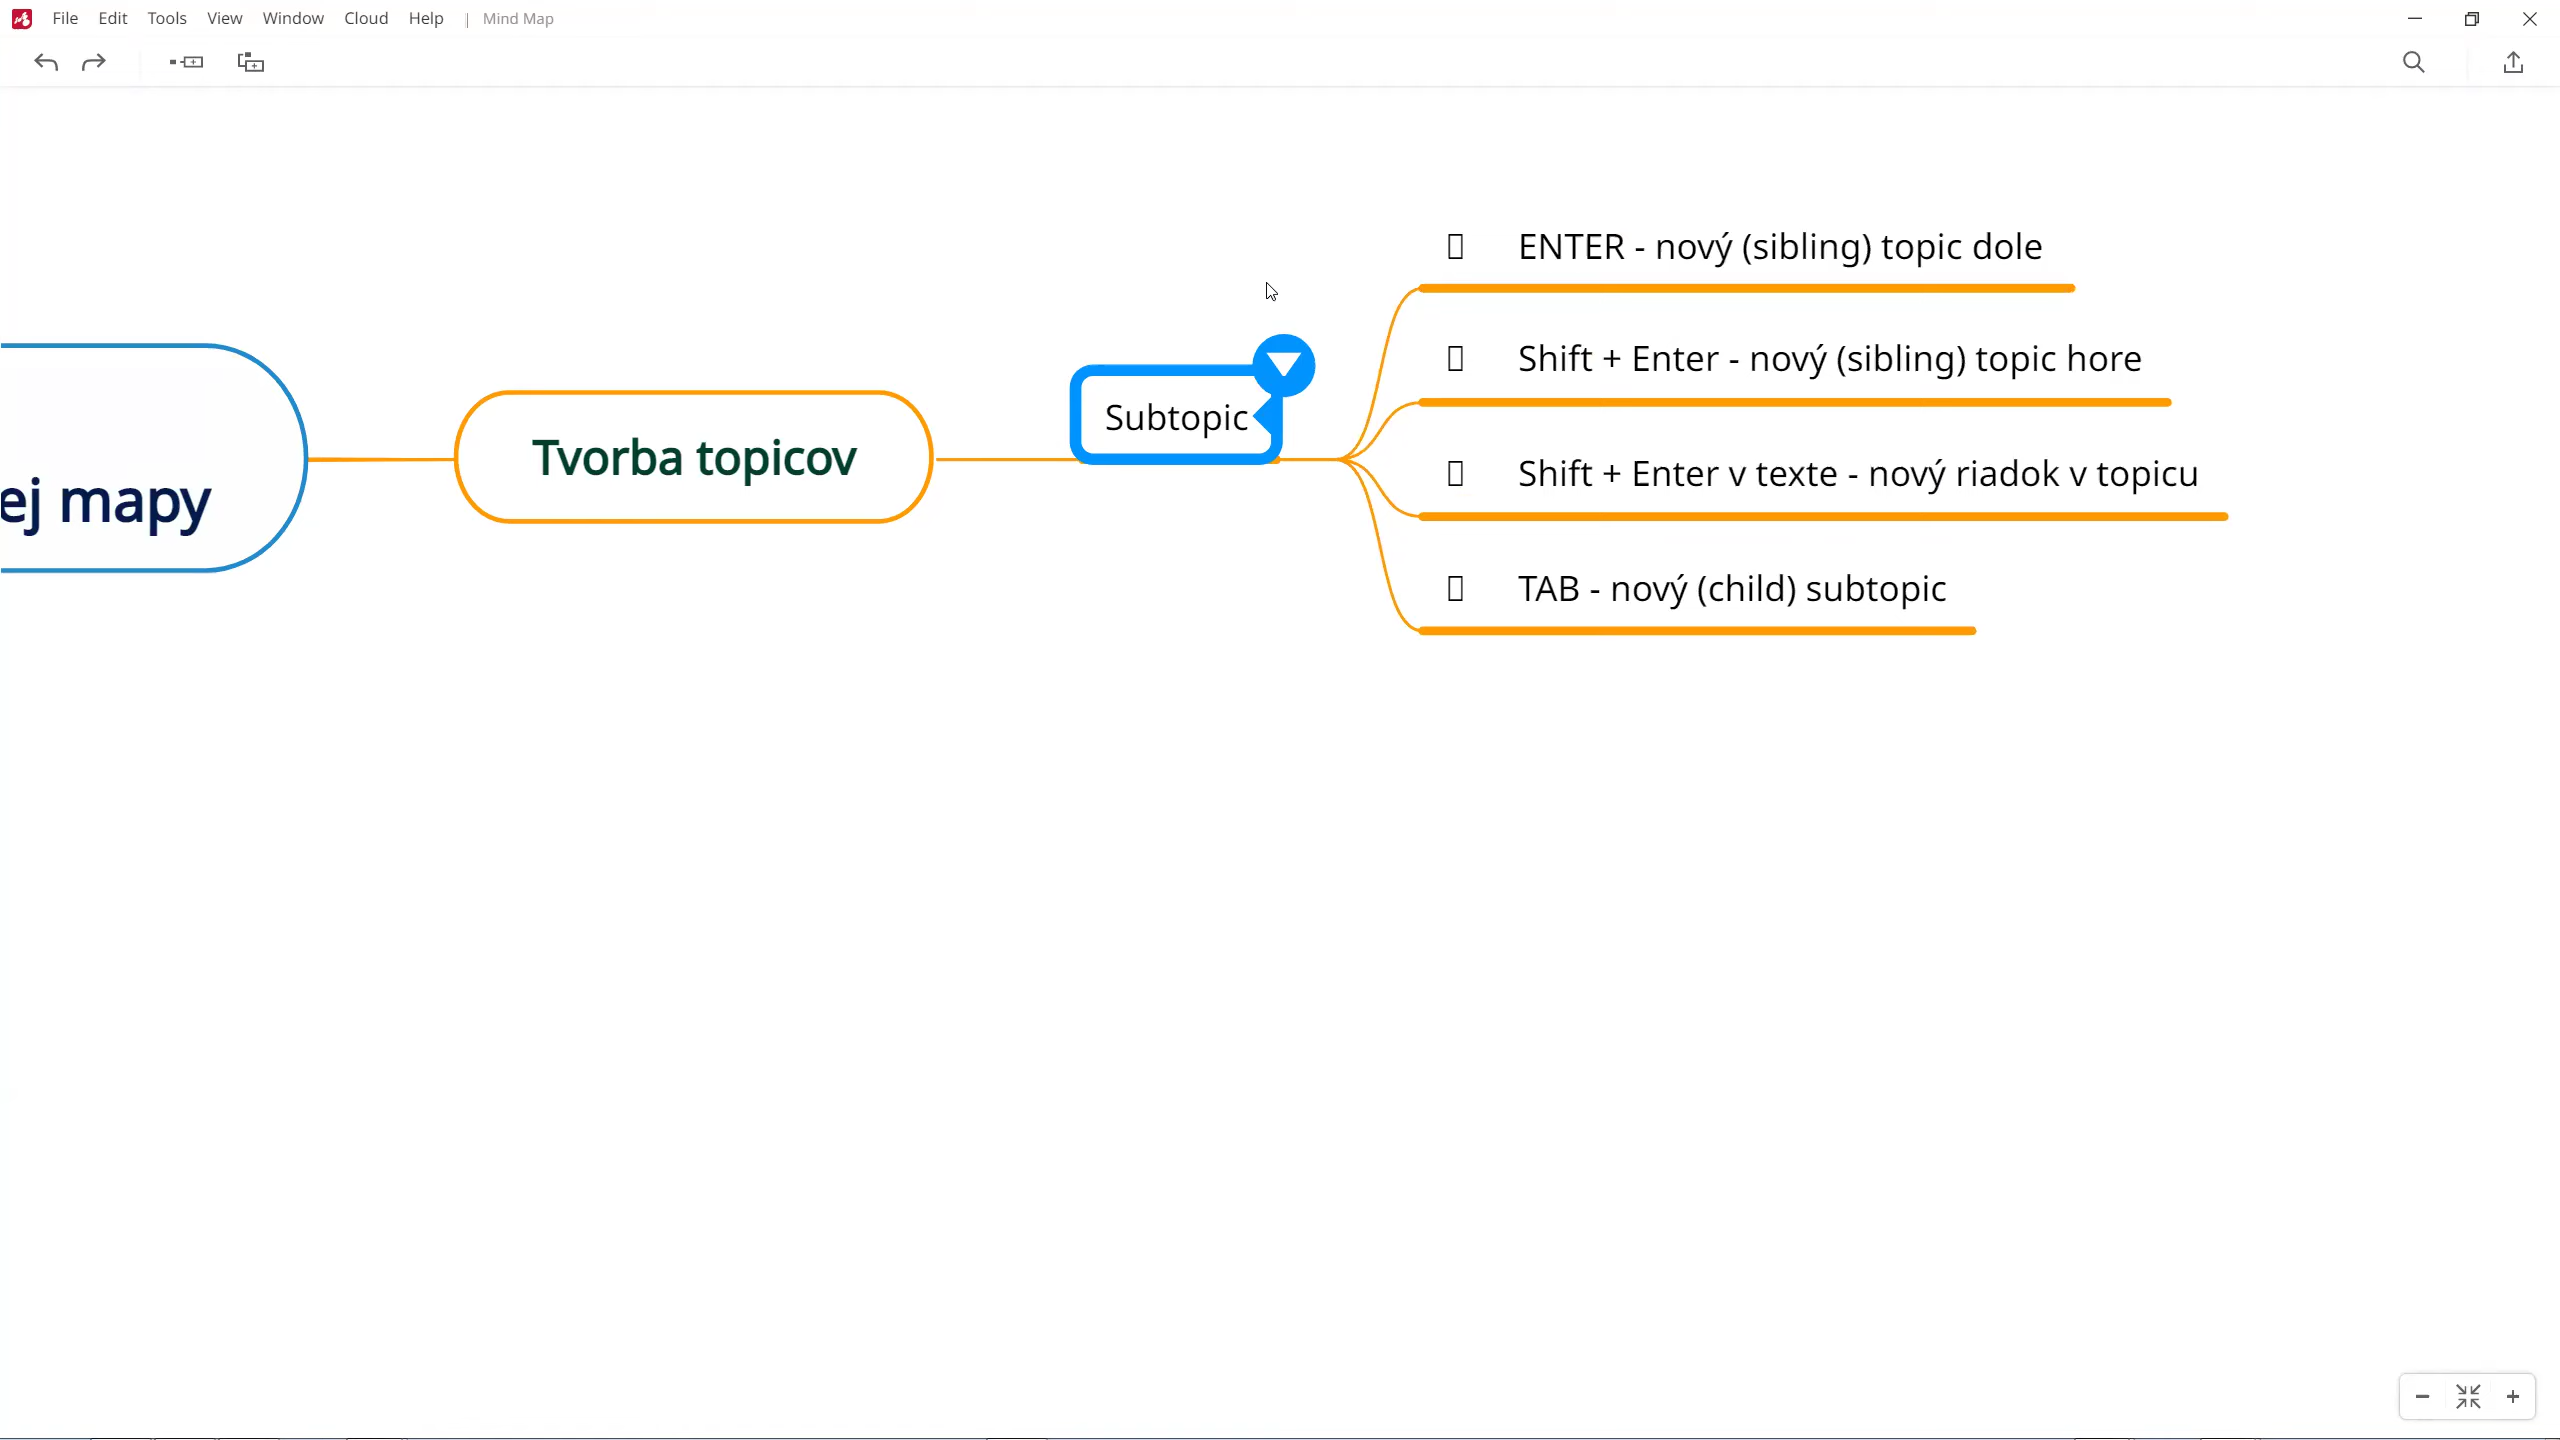 File Edit Tools View Window Cloud Help | Mind Map
ej mapy
Tvorba topicov
Subtopic
ENTER - nový (sibling) topic dole
Shift + Enter - nový (sibling) topic hore
Shift + Enter v texte - nový riadok v topicu
TAB - nový (child) subtopic